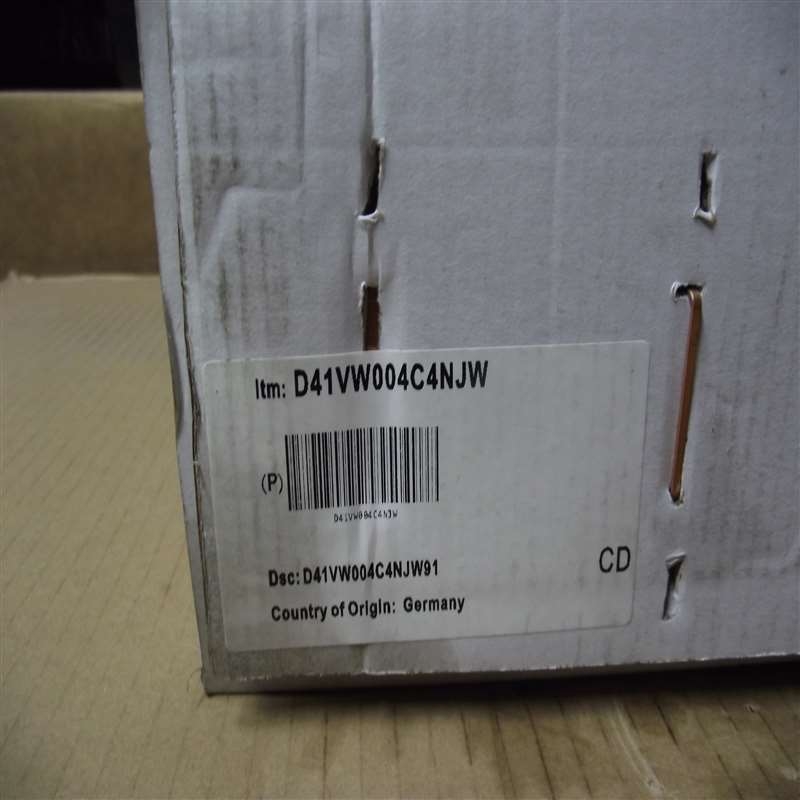 Itm: D41VW004C4NJW
(P)
D41VW004C4NJW
Dsc: D41VW004C4NJW91
CD
Country of Origin: Germany